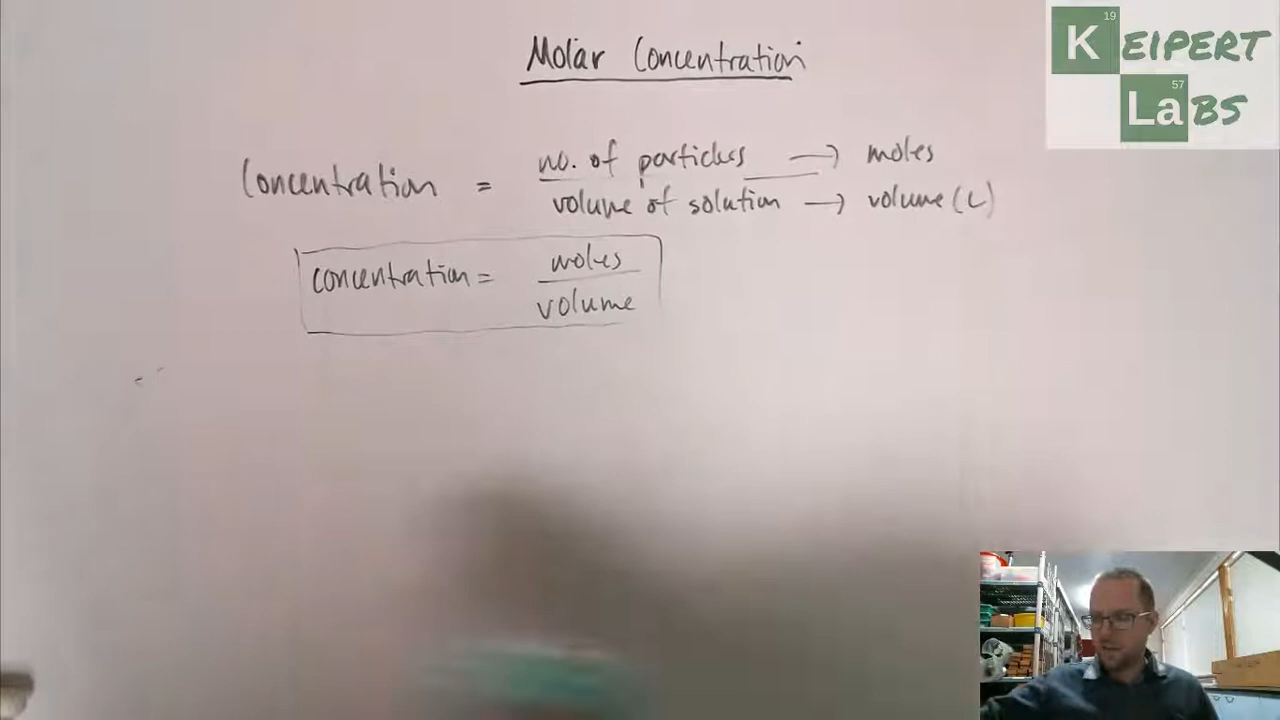 19
KEIPERT
57
LaBS
Molar Concentration
Concentration = no. of particles → moles
volume of solution → volume (L)
concentration = moles
volume